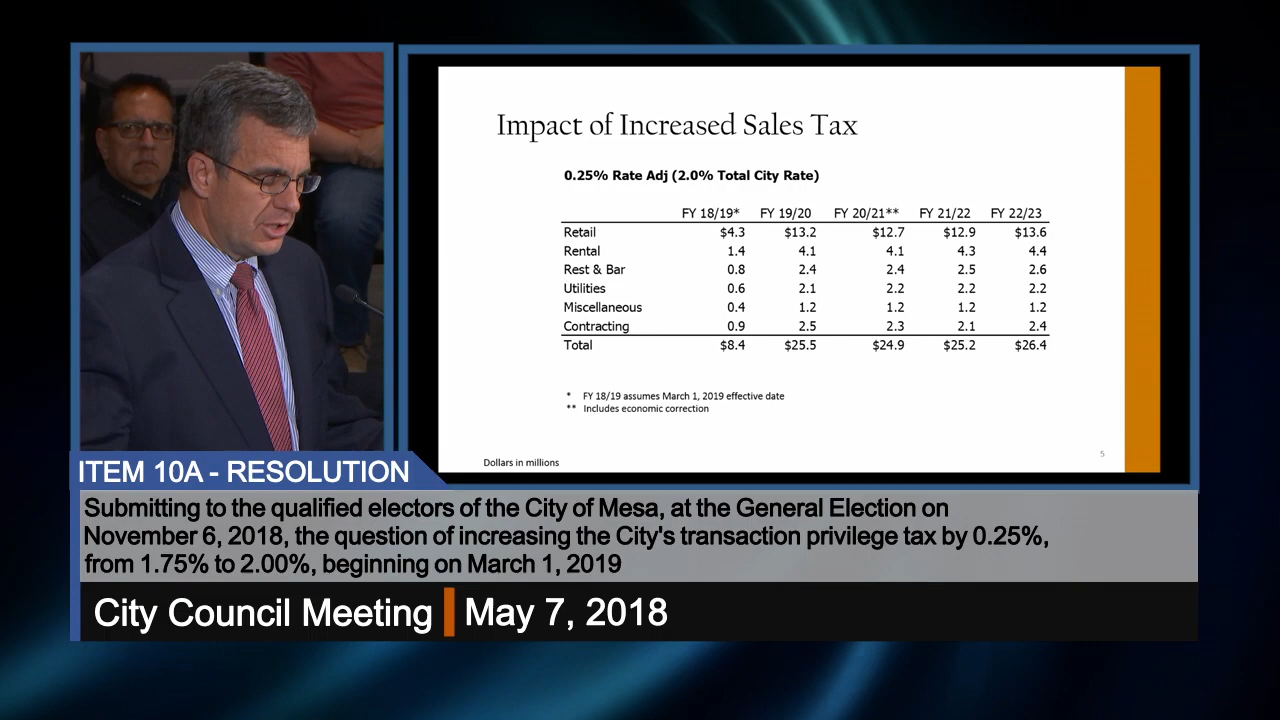 Impact of Increased Sales Tax
0.25% Rate Adj (2.0% Total City Rate)
FY 18/19* FY 19/20 FY 20/21** FY 21/22 FY 22/23
Retail $4.3 $13.2 $12.7 $12.9 $13.6
Rental 1.4 4.1 4.1 4.3 4.4
Rest & Bar 0.8 2.4 2.4 2.5 2.6
Utilities 0.6 2.1 2.2 2.2 2.2
Miscellaneous 0.4 1.2 1.2 1.2 1.2
Contracting 0.9 2.5 2.3 2.1 2.4
Total $8.4 $25.5 $24.9 $25.2 $26.4
* FY 18/19 assumes March 1, 2019 effective date
** Includes economic correction
5
Dollars in millions
ITEM 10A - RESOLUTION
Submitting to the qualified electors of the City of Mesa, at the General Election on
November 6, 2018, the question of increasing the City's transaction privilege tax by 0.25%,
from 1.75% to 2.00%, beginning on March 1, 2019
City Council Meeting May 7, 2018